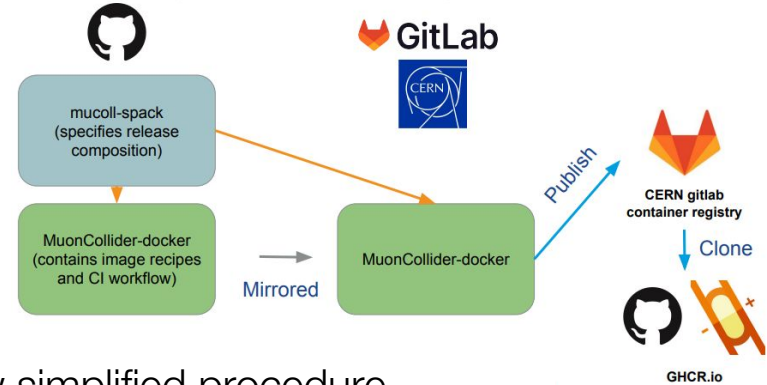 GitLab
CERN
mucoll-spack
(specifies release
composition)
MuonCollider-docker
(contains image recipes
and CI workflow)
Mirrored
MuonCollider-docker
Publish
CERN gitlab
container registry
Clone
GHCR.io
simplified procedure